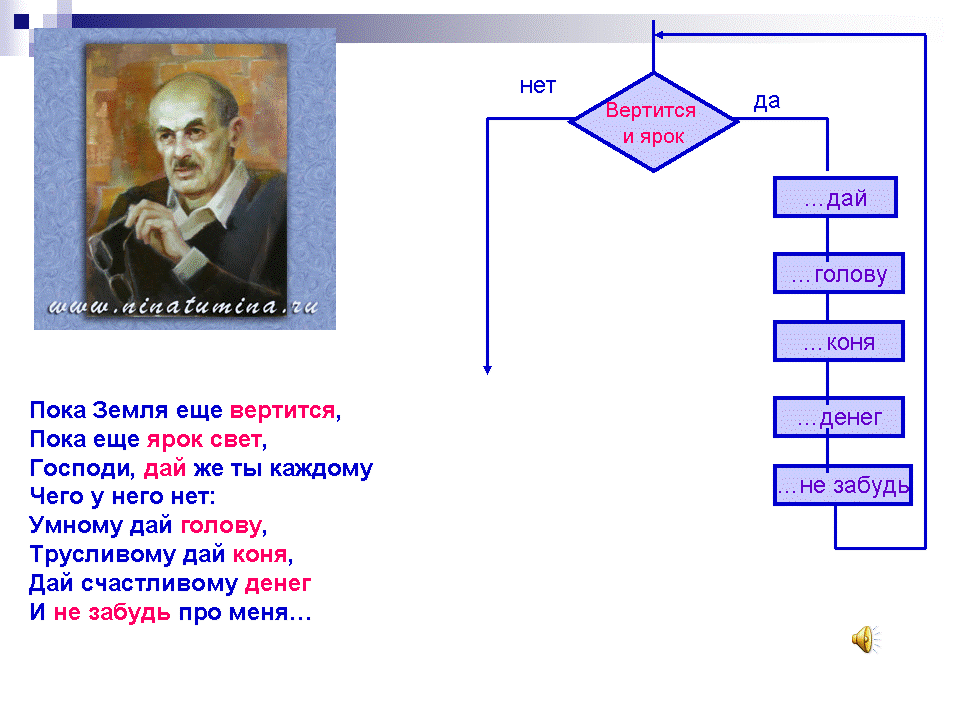 www.ninatumina.ru
Пока Земля еще вертится,
Пока еще ярок свет,
Господи, дай же ты каждому
Чего у него нет:
Умному дай голову,
Трусливому дай коня,
Дай счастливому денег
И не забудь про меня…
нет
да
Вертится
и ярок
…дай
…голову
…коня
…денег
…не забудь